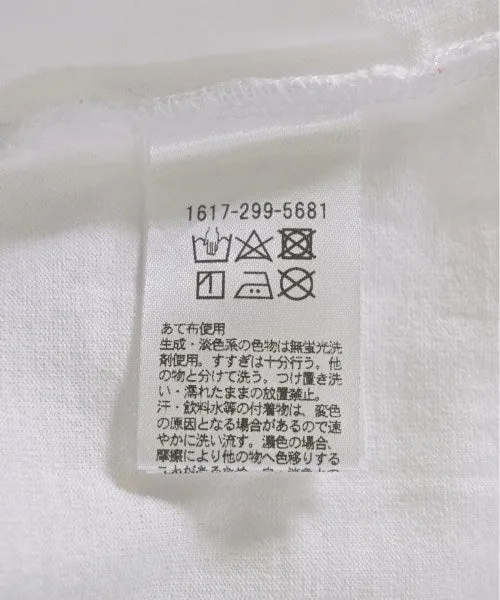 1617-299-5681
あて布使用
生成・淡色系の色物は無蛍光洗
剤使用。すすぎは十分行う。他
の物と分けて洗う。つけ置き洗
い・濡れたままの放置禁止。
汗・飲料水等の付着物は、変色
の原因となる場合があるので速
やかに洗い流す。濃色の場合、
摩擦により他の物へ色移りする